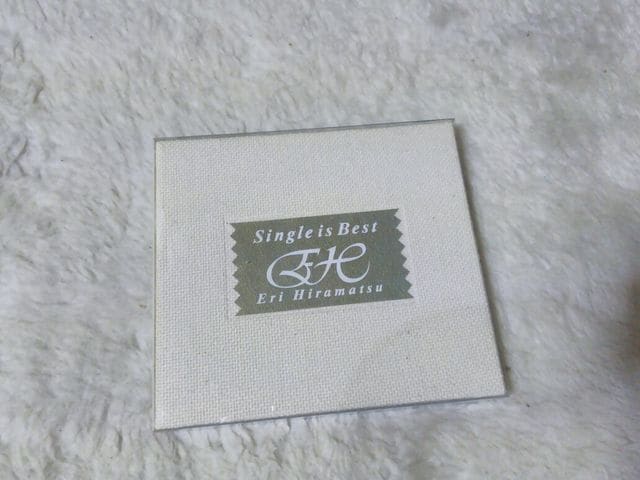 Single is Best
EH
Eri Hiramatsu